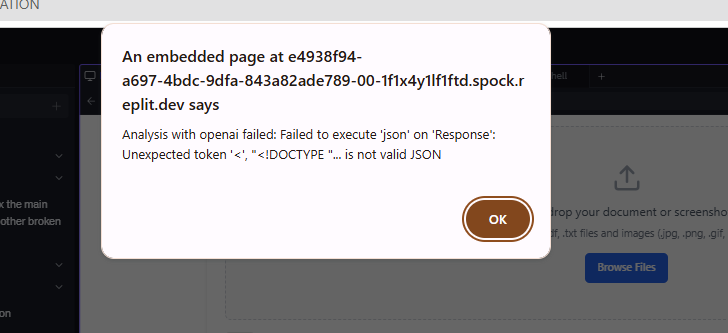 ATION
An embedded page at e4938f94-
a697-4bdc-9dfa-843a82ade789-00-1f1x4y1lf1ftd.spock.r
eplit.dev says
Analysis with openai failed: Failed to execute 'json' on 'Response':
Unexpected token '<', "<!DOCTYPE "... is not valid JSON
OK
hell
x the main
other broken
on
drop your document or screensho
df, .txt files and images (.jpg, .png, .gif,
Browse Files